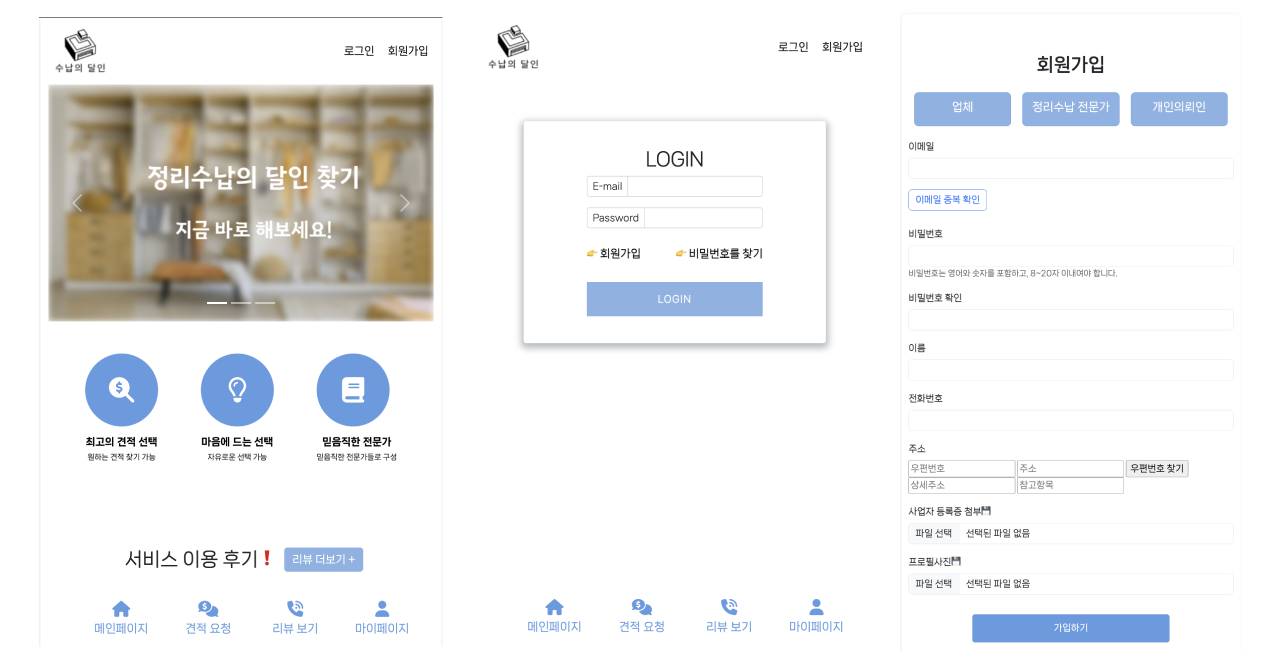 수납의 달인
로그인 회원가입
정리수납의 달인 찾기
지금 바로 해보세요!
최고의 견적 선택
원하는 견적 찾기 가능
마음에 드는 선택
자유로운 선택 가능
믿음직한 전문가
믿음직한 전문가들로 구성
서비스 이용 후기❗ 리뷰 더보기 +
메인페이지 견적 요청 리뷰 보기 마이페이지
수납의 달인
로그인 회원가입
LOGIN
E-mail
Password
👉 회원가입 👉 비밀번호를 찾기
LOGIN
메인페이지 견적 요청 리뷰 보기 마이페이지
회원가입
업체 정리수납 전문가 개인의뢰인
이메일
이메일 중복 확인
비밀번호
비밀번호는 영어와 숫자를 포함하고, 8~20자 이내여야 합니다.
비밀번호 확인
이름
전화번호
주소
우편번호 주소 우편번호 찾기
상세주소 참고항목
사업자 등록증 첨부
파일 선택 선택된 파일 없음
프로필사진
파일 선택 선택된 파일 없음
가입하기